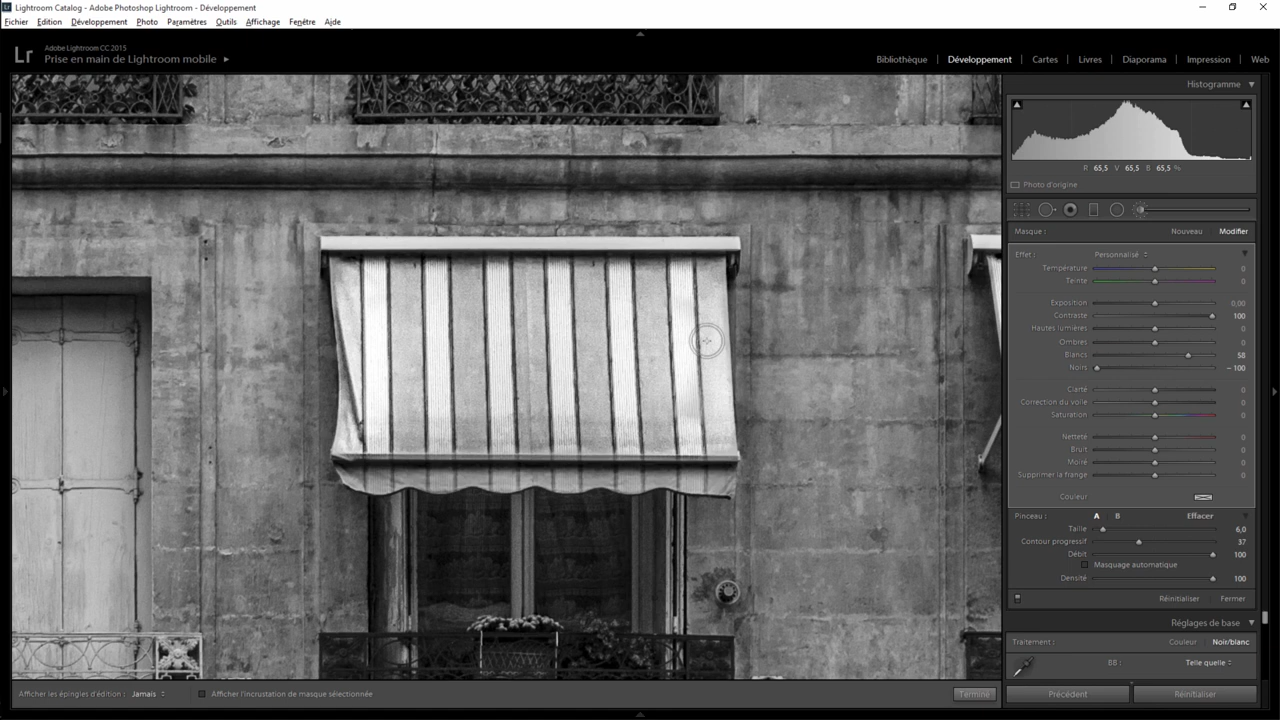 Lightroom Catalog - Adobe Photoshop Lightroom - Développement
Fichier Edition Développement Photo Paramètres Outils Affichage Fenêtre Aide
Lr
Adobe Lightroom CC 2015
Prise en main de Lightroom mobile
Bibliothèque Développement Cartes Livres Diaporama Impression Web
Histogramme
R 65,5 V 65,5 B 65,5 %
Photo d'origine
Masque : Nouveau Modifier
Effet : Personnalisé
Température 0
Teinte 0
Exposition 0,00
Contraste 100
Hautes lumières 0
Ombres 0
Blancs 58
Noirs – 100
Clarté 0
Correction du voile 0
Saturation 0
Netteté 0
Bruit 0
Moiré 0
Supprimer la frange 0
Couleur
Pinceau : A B Effacer
Taille 6,0
Contour progressif 37
Débit 100
Masquage automatique
Densité 100
Réinitialiser Fermer
Réglages de base
Traitement : Couleur Noir/blanc
BB : Telle quelle
Afficher les épingles d'édition : Jamais Afficher l'incrustation de masque sélectionnée Terminé
Précédent Réinitialiser